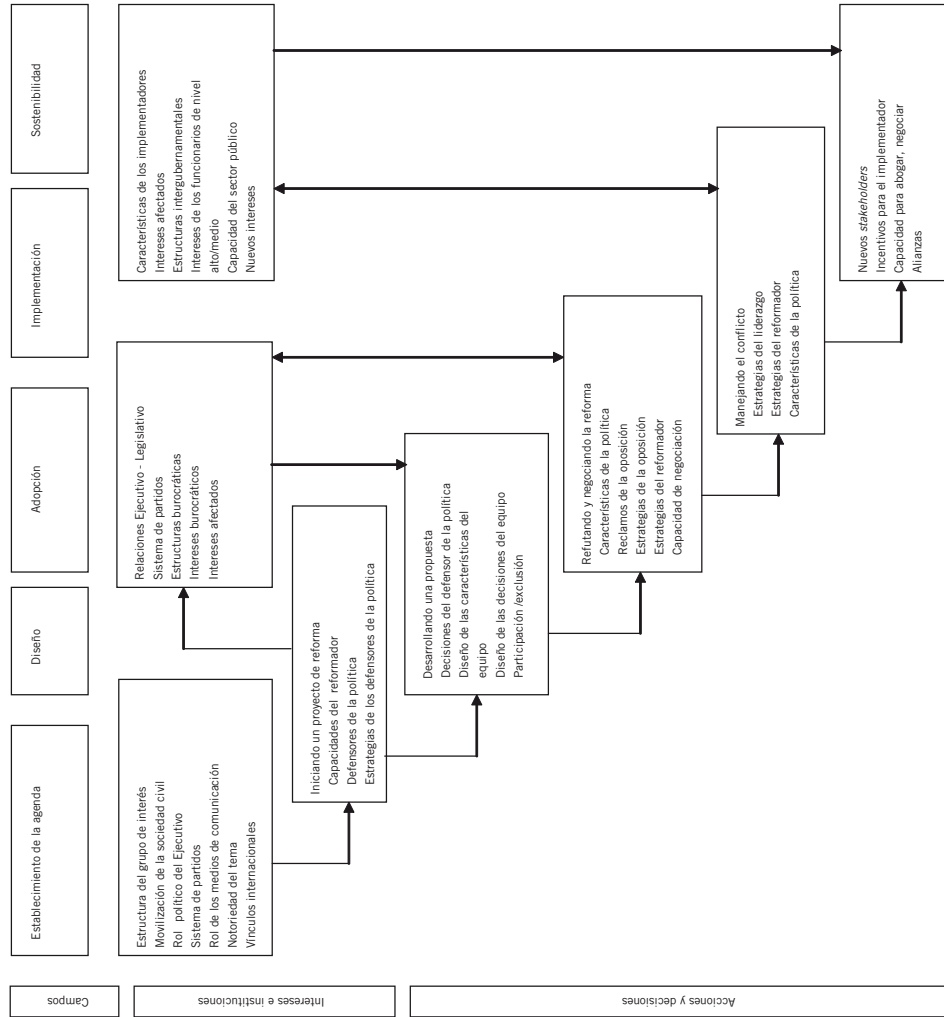 Campos
Establecimiento de la agenda
Diseño
Adopción
Implementación
Sostenibilidad
Intereses e instituciones
Estructura del grupo de interés
Movilización de la sociedad civil
Rol político del Ejecutivo
Sistema de partidos
Rol de los medios de comunicación
Notoriedad del tema
Vínculos internacionales
Relaciones Ejecutivo - Legislativo
Sistema de partidos
Estructuras burocráticas
Intereses burocráticos
Intereses afectados
Características de los implementadores
Intereses afectados
Estructuras intergubernamentales
Intereses de los funcionarios de nivel
alto/medio
Capacidad del sector público
Nuevos intereses
Acciones y decisiones
Iniciando un proyecto de reforma
Capacidades del reformador
Defensores de la política
Estrategias de los defensores de la política
Desarrollando una propuesta
Decisiones del defensor de la política
Diseño de las características del
equipo
Diseño de las decisiones del equipo
Participación /exclusión
Refutando y negociando la reforma
Características de la política
Reclamos de la oposición
Estrategias de la oposición
Estrategias del reformador
Capacidad de negociación
Manejando el conflicto
Estrategias del liderazgo
Estrategias del reformador
Característica de la política
Nuevos stakeholders
Incentivos para el implementador
Capacidad para abogar, negociar
Alianzas